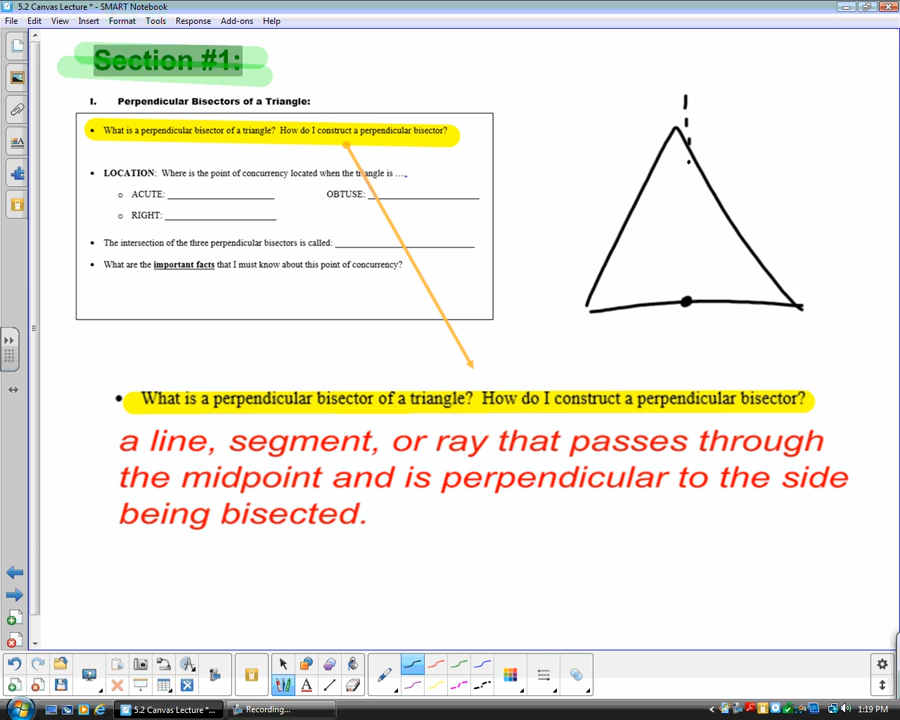 5.2 Canvas Lecture * - SMART Notebook
File Edit View Insert Format Tools Response Add-ons Help
Section #1:
I. Perpendicular Bisectors of a Triangle:
• What is a perpendicular bisector of a triangle? How do I construct a perpendicular bisector?
• LOCATION: Where is the point of concurrency located when the triangle is ….
o ACUTE: ____________ OBTUSE: ____________
o RIGHT: ____________
• The intersection of the three perpendicular bisectors is called: ____________
• What are the important facts that I must know about this point of concurrency?
• What is a perpendicular bisector of a triangle? How do I construct a perpendicular bisector?
a line, segment, or ray that passes through
the midpoint and is perpendicular to the side
being bisected.
5.2 Canvas Lecture *... Recording... 1:19 PM